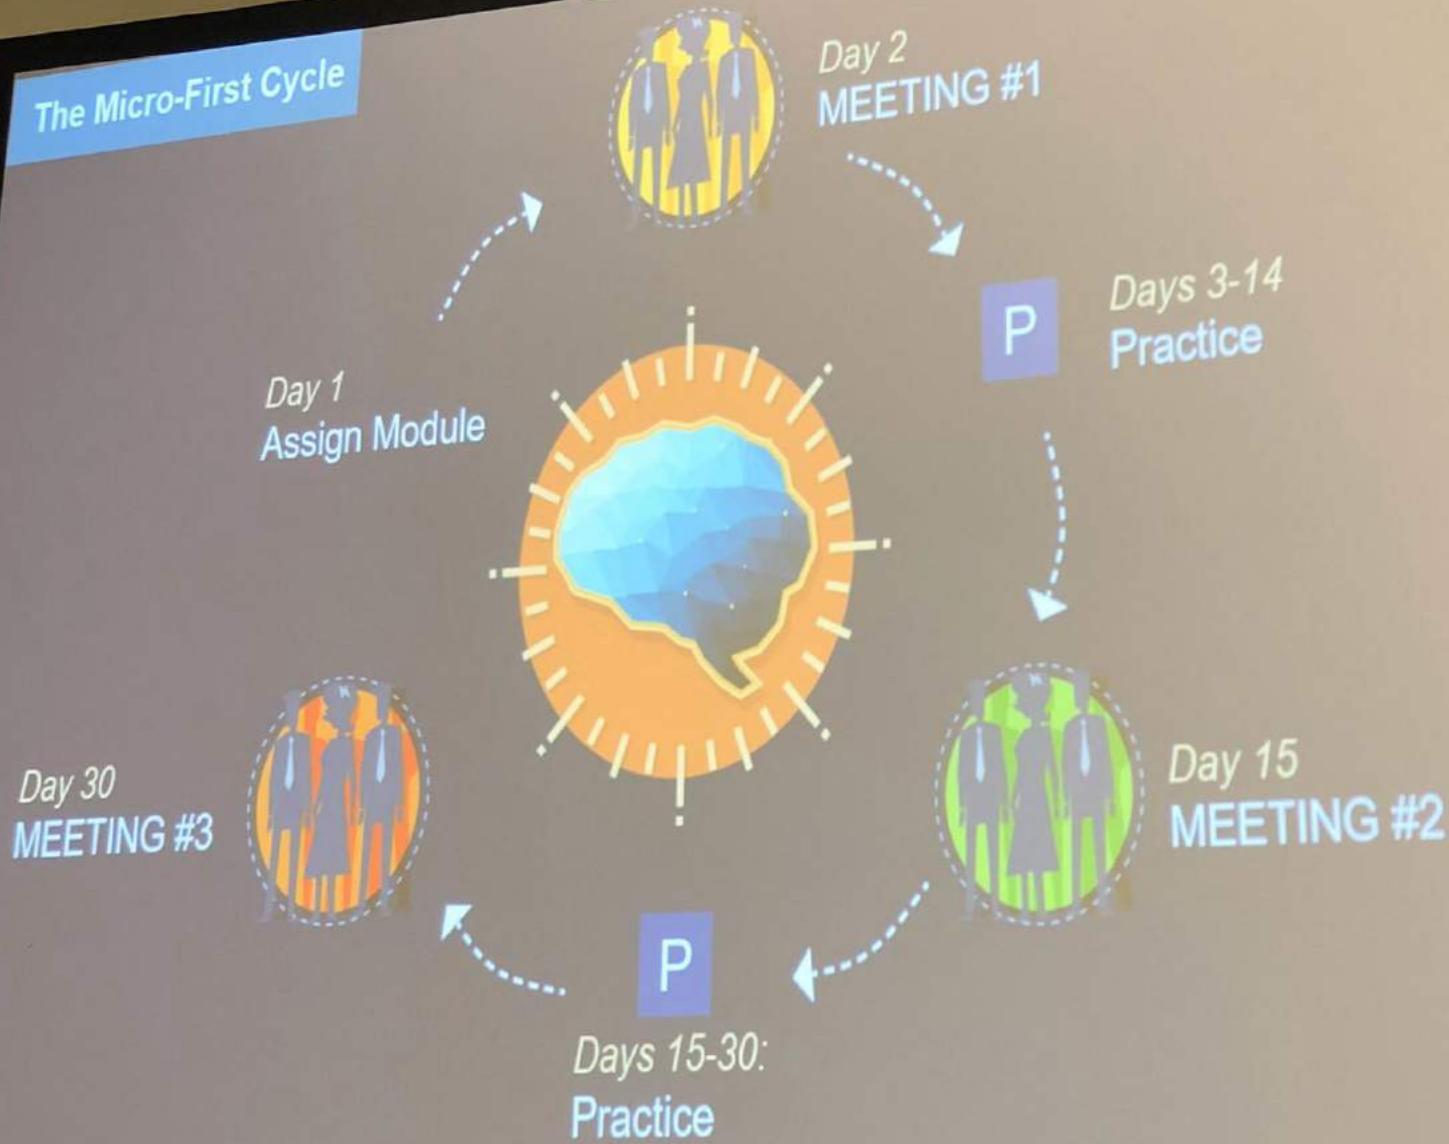 The Micro-First Cycle
Day 2
MEETING #1
P
Days 3-14
Practice
Day 1
Assign Module
Day 15
MEETING #2
Day 30
MEETING #3
P
Days 15-30:
Practice